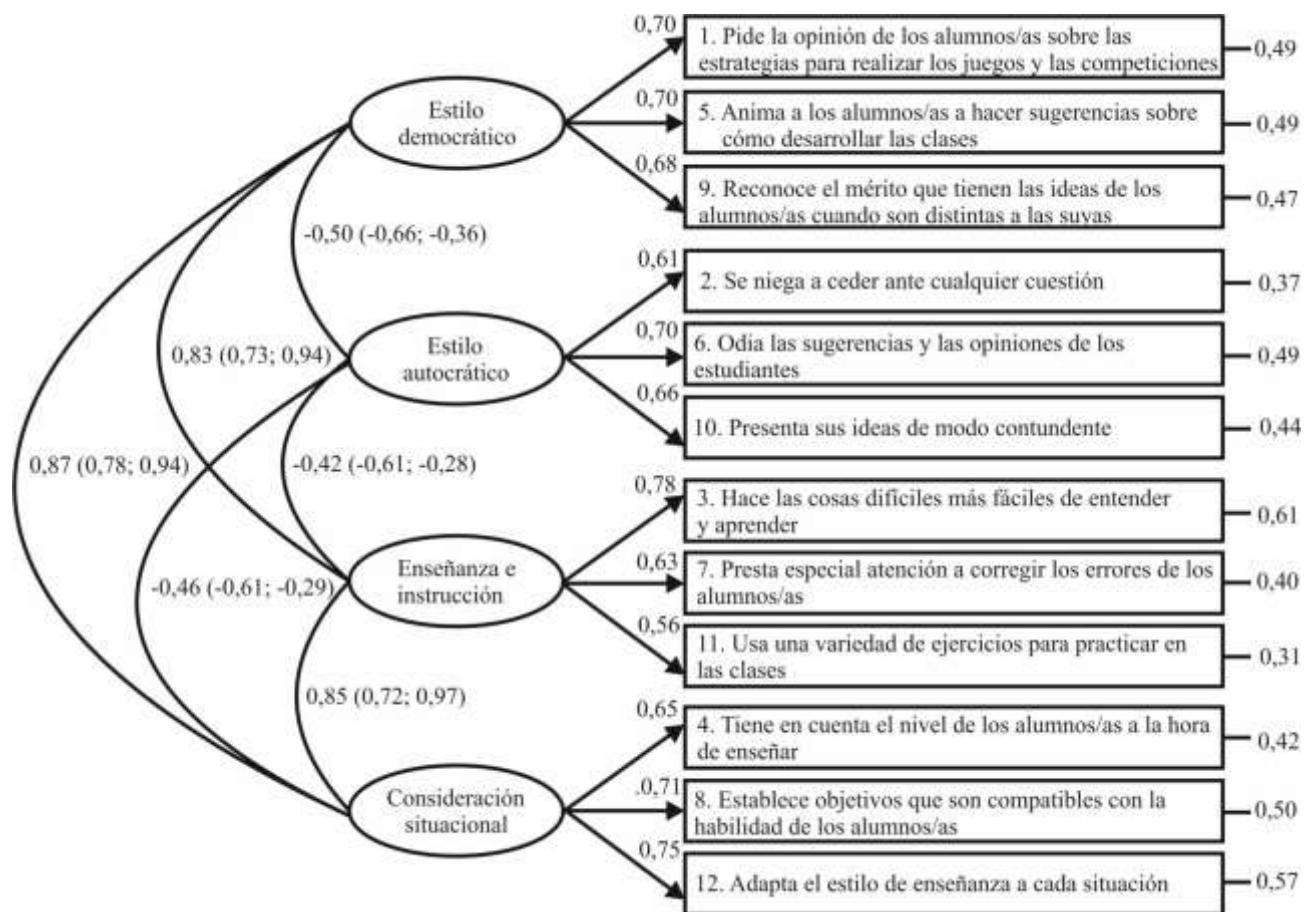 0,70
1. Pide la opinión de los alumnos/as sobre las
estrategias para realizar los juegos y las competiciones
0,49
Estilo
democrático
0,70
5. Anima a los alumnos/as a hacer sugerencias sobre
cómo desarrollar las clases
0,49
0,68
9. Reconoce el mérito que tienen las ideas de los
alumnos/as cuando son distintas a las suyas
0,47
-0,50 (-0,66; -0,36)
0,61
2. Se niega a ceder ante cualquier cuestión
0,37
0,83 (0,73; 0,94)
Estilo
autocrático
0,70
6. Odia las sugerencias y las opiniones de los
estudiantes
0,49
0,66
10. Presenta sus ideas de modo contundente
0,44
0,87 (0,78; 0,94)
-0,42 (-0,61; -0,28)
0,78
3. Hace las cosas difíciles más fáciles de entender
y aprender
0,61
-0,46 (-0,61; -0,29)
Enseñanza e
instrucción
0,63
7. Presta especial atención a corregir los errores de los
alumnos/as
0,40
0,56
11. Usa una variedad de ejercicios para practicar en
las clases
0,31
0,85 (0,72; 0,97)
0,65
4. Tiene en cuenta el nivel de los alumnos/as a la hora
de enseñar
0,42
Consideración
situacional
.0,71
8. Establece objetivos que son compatibles con la
habilidad de los alumnos/as
0,50
0,75
12. Adapta el estilo de enseñanza a cada situación
0,57